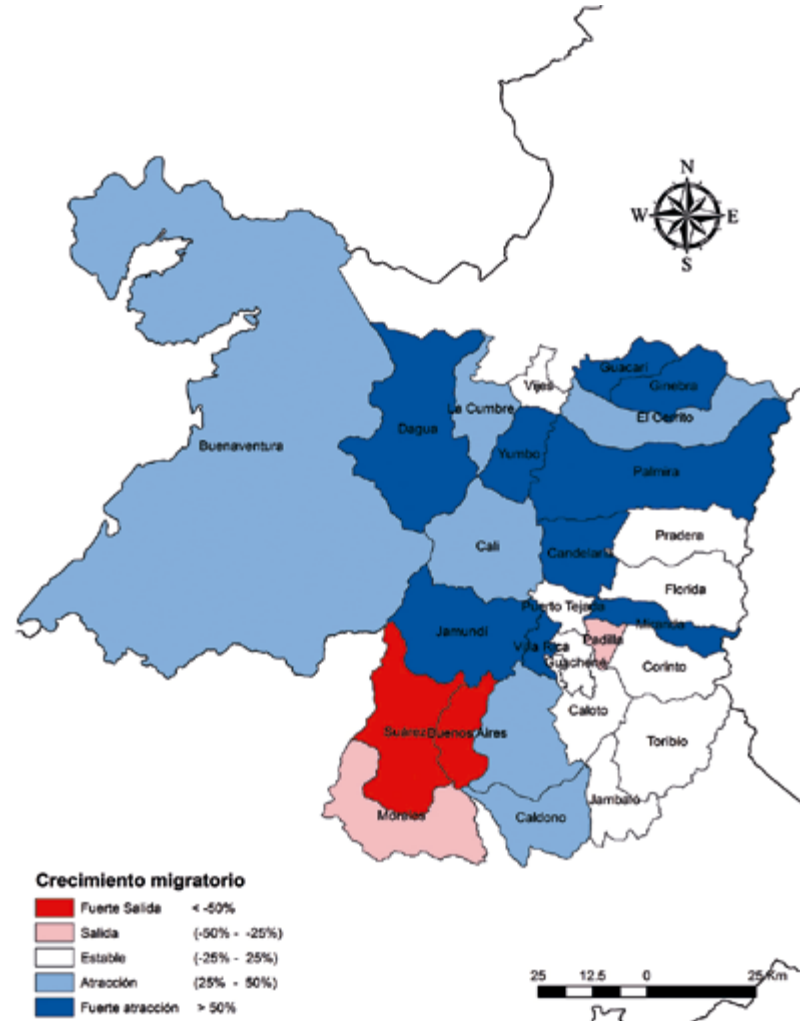 N
W E
S
Guacari
Ginebra
Vijes
La Cumbre
El Cerrito
Dagua
Buenaventura
Yumbo
Palmira
Pradera
Cali
Candelaria
Florida
Puerto Tejada
Miranda
Jamundí
Padilla
Villa Rica
Guachené
Corinto
Caloto
Suárez Buenos Aires
Toribio
Jambaló
Morales
Caldono
Crecimiento migratorio
Fuerte Salida < -50%
Salida (-50% - -25%)
Estable (-25% - 25%)
Atracción (25% - 50%)
Fuerte atracción > 50%
25 12.5 0 25 Km